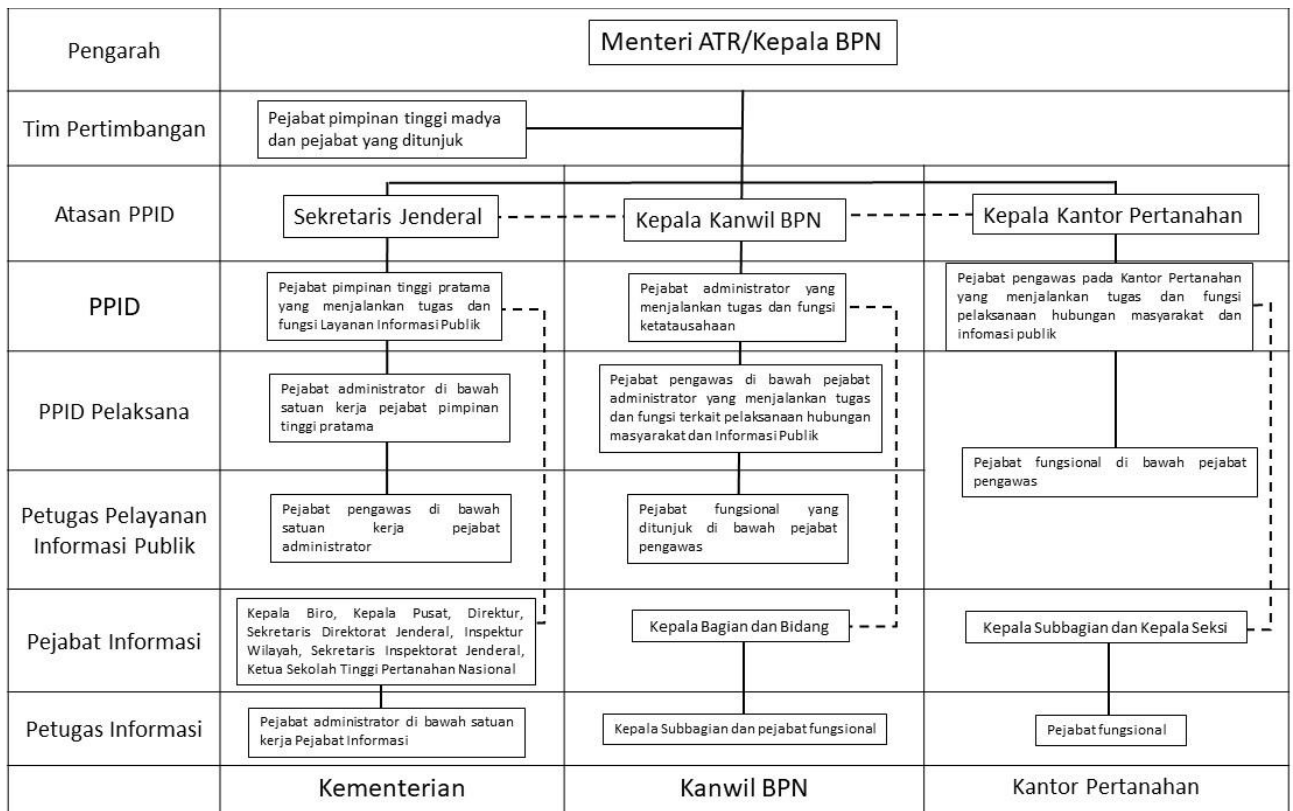 Pengarah
Menteri ATR/Kepala BPN
Tim Pertimbangan
Pejabat pimpinan tinggi madya
dan pejabat yang ditunjuk
Atasan PPID
Sekretaris Jenderal
Kepala Kanwil BPN
Kepala Kantor Pertanahan
PPID
Pejabat pimpinan tinggi pratama
yang menjalankan tugas dan
fungsi Layanan Informasi Publik
Pejabat administrator yang
menjalankan tugas dan fungsi
ketatausahaan
Pejabat pengawas pada Kantor Pertanahan
yang menjalankan tugas dan fungsi
pelaksanaan hubungan masyarakat dan
infomasi publik
PPID Pelaksana
Pejabat administrator di bawah
satuan kerja pejabat pimpinan
tinggi pratama
Pejabat pengawas di bawah pejabat
administrator yang menjalankan tugas
dan fungsi terkait pelaksanaan hubungan
masyarakat dan Informasi Publik
Pejabat fungsional di bawah pejabat
pengawas
Petugas Pelayanan
Informasi Publik
Pejabat pengawas di bawah
satuan kerja pejabat
administrator
Pejabat fungsional yang
ditunjuk di bawah pejabat
pengawas
Pejabat Informasi
Kepala Biro, Kepala Pusat, Direktur,
Sekretaris Direktorat Jenderal, Inspektur
Wilayah, Sekretaris Inspektorat Jenderal,
Ketua Sekolah Tinggi Pertanahan Nasional
Kepala Bagian dan Bidang
Kepala Subbagian dan Kepala Seksi
Petugas Informasi
Pejabat administrator di bawah satuan
kerja Pejabat Informasi
Kepala Subbagian dan pejabat fungsional
Pejabat fungsional
Kementerian
Kanwil BPN
Kantor Pertanahan